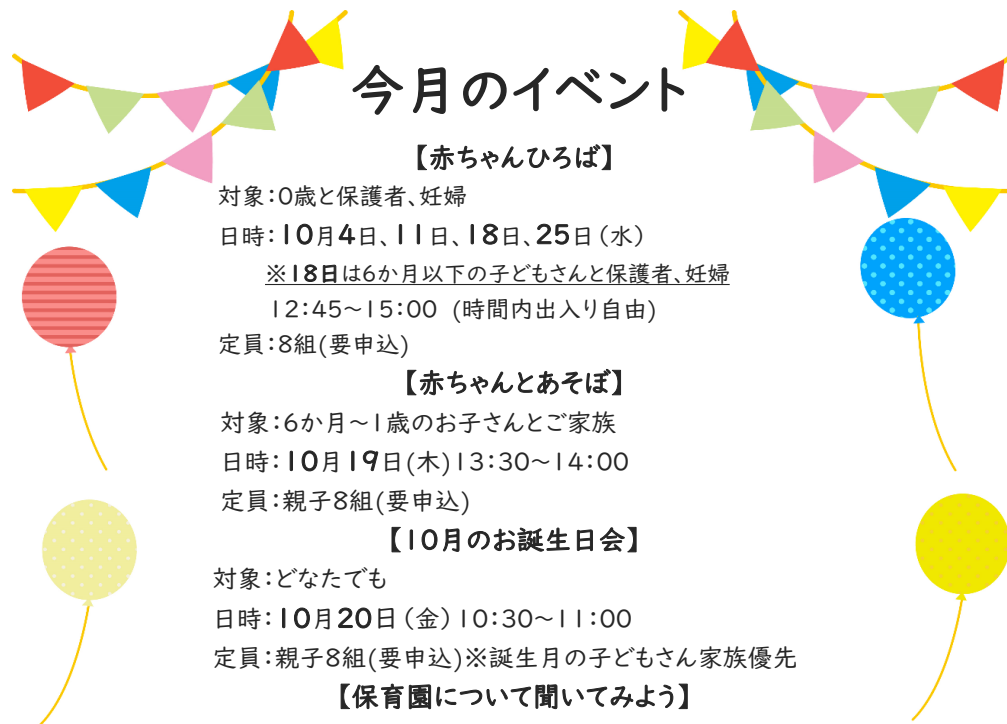 今月のイベント
【赤ちゃんひろば】
対象：0歳と保護者、妊婦
日時：10月4日、11日、18日、25日（水）
※18日は6か月以下の子どもさんと保護者、妊婦
12：45～15：00 (時間内出入り自由)
定員：8組(要申込)
【赤ちゃんとあそぼ】
対象：6か月～1歳のお子さんとご家族
日時：10月19日(木)13：30～14：00
定員：親子8組(要申込)
【10月のお誕生日会】
対象：どなたでも
日時：10月20日（金）10：30～11：00
定員：親子8組(要申込)※誕生月の子どもさん家族優先
【保育園について聞いてみよう】